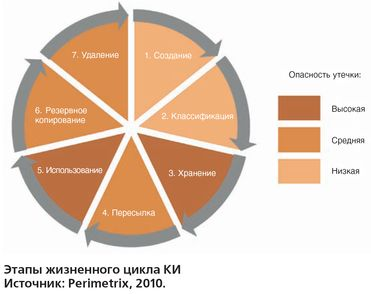 7. Удаление
1. Создание
6. Резервное
копирование
2. Классификация
5. Использование
3. Хранение
4. Пересылка
Опасность утечки:
Высокая
Средняя
Низкая
Этапы жизненного цикла КИ
Источник: Perimetrix, 2010.